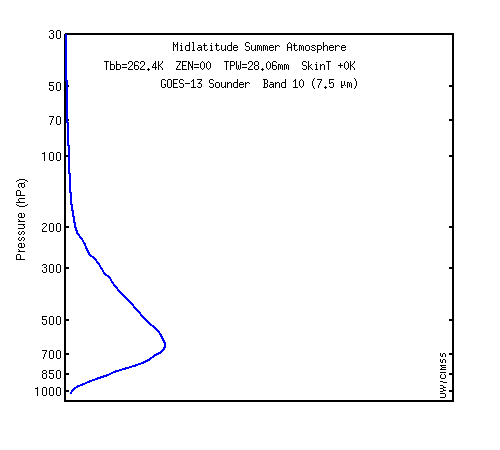 Midlatitude Summer Atmosphere
Tbb=262.4K ZEN=00 TPW=28.06mm SkinT +0K
GOES-13 Sounder Band 10 (7.5 µm)
Pressure (hPa)
30
50
70
100
200
300
500
700
850
1000
UW/CIMSS